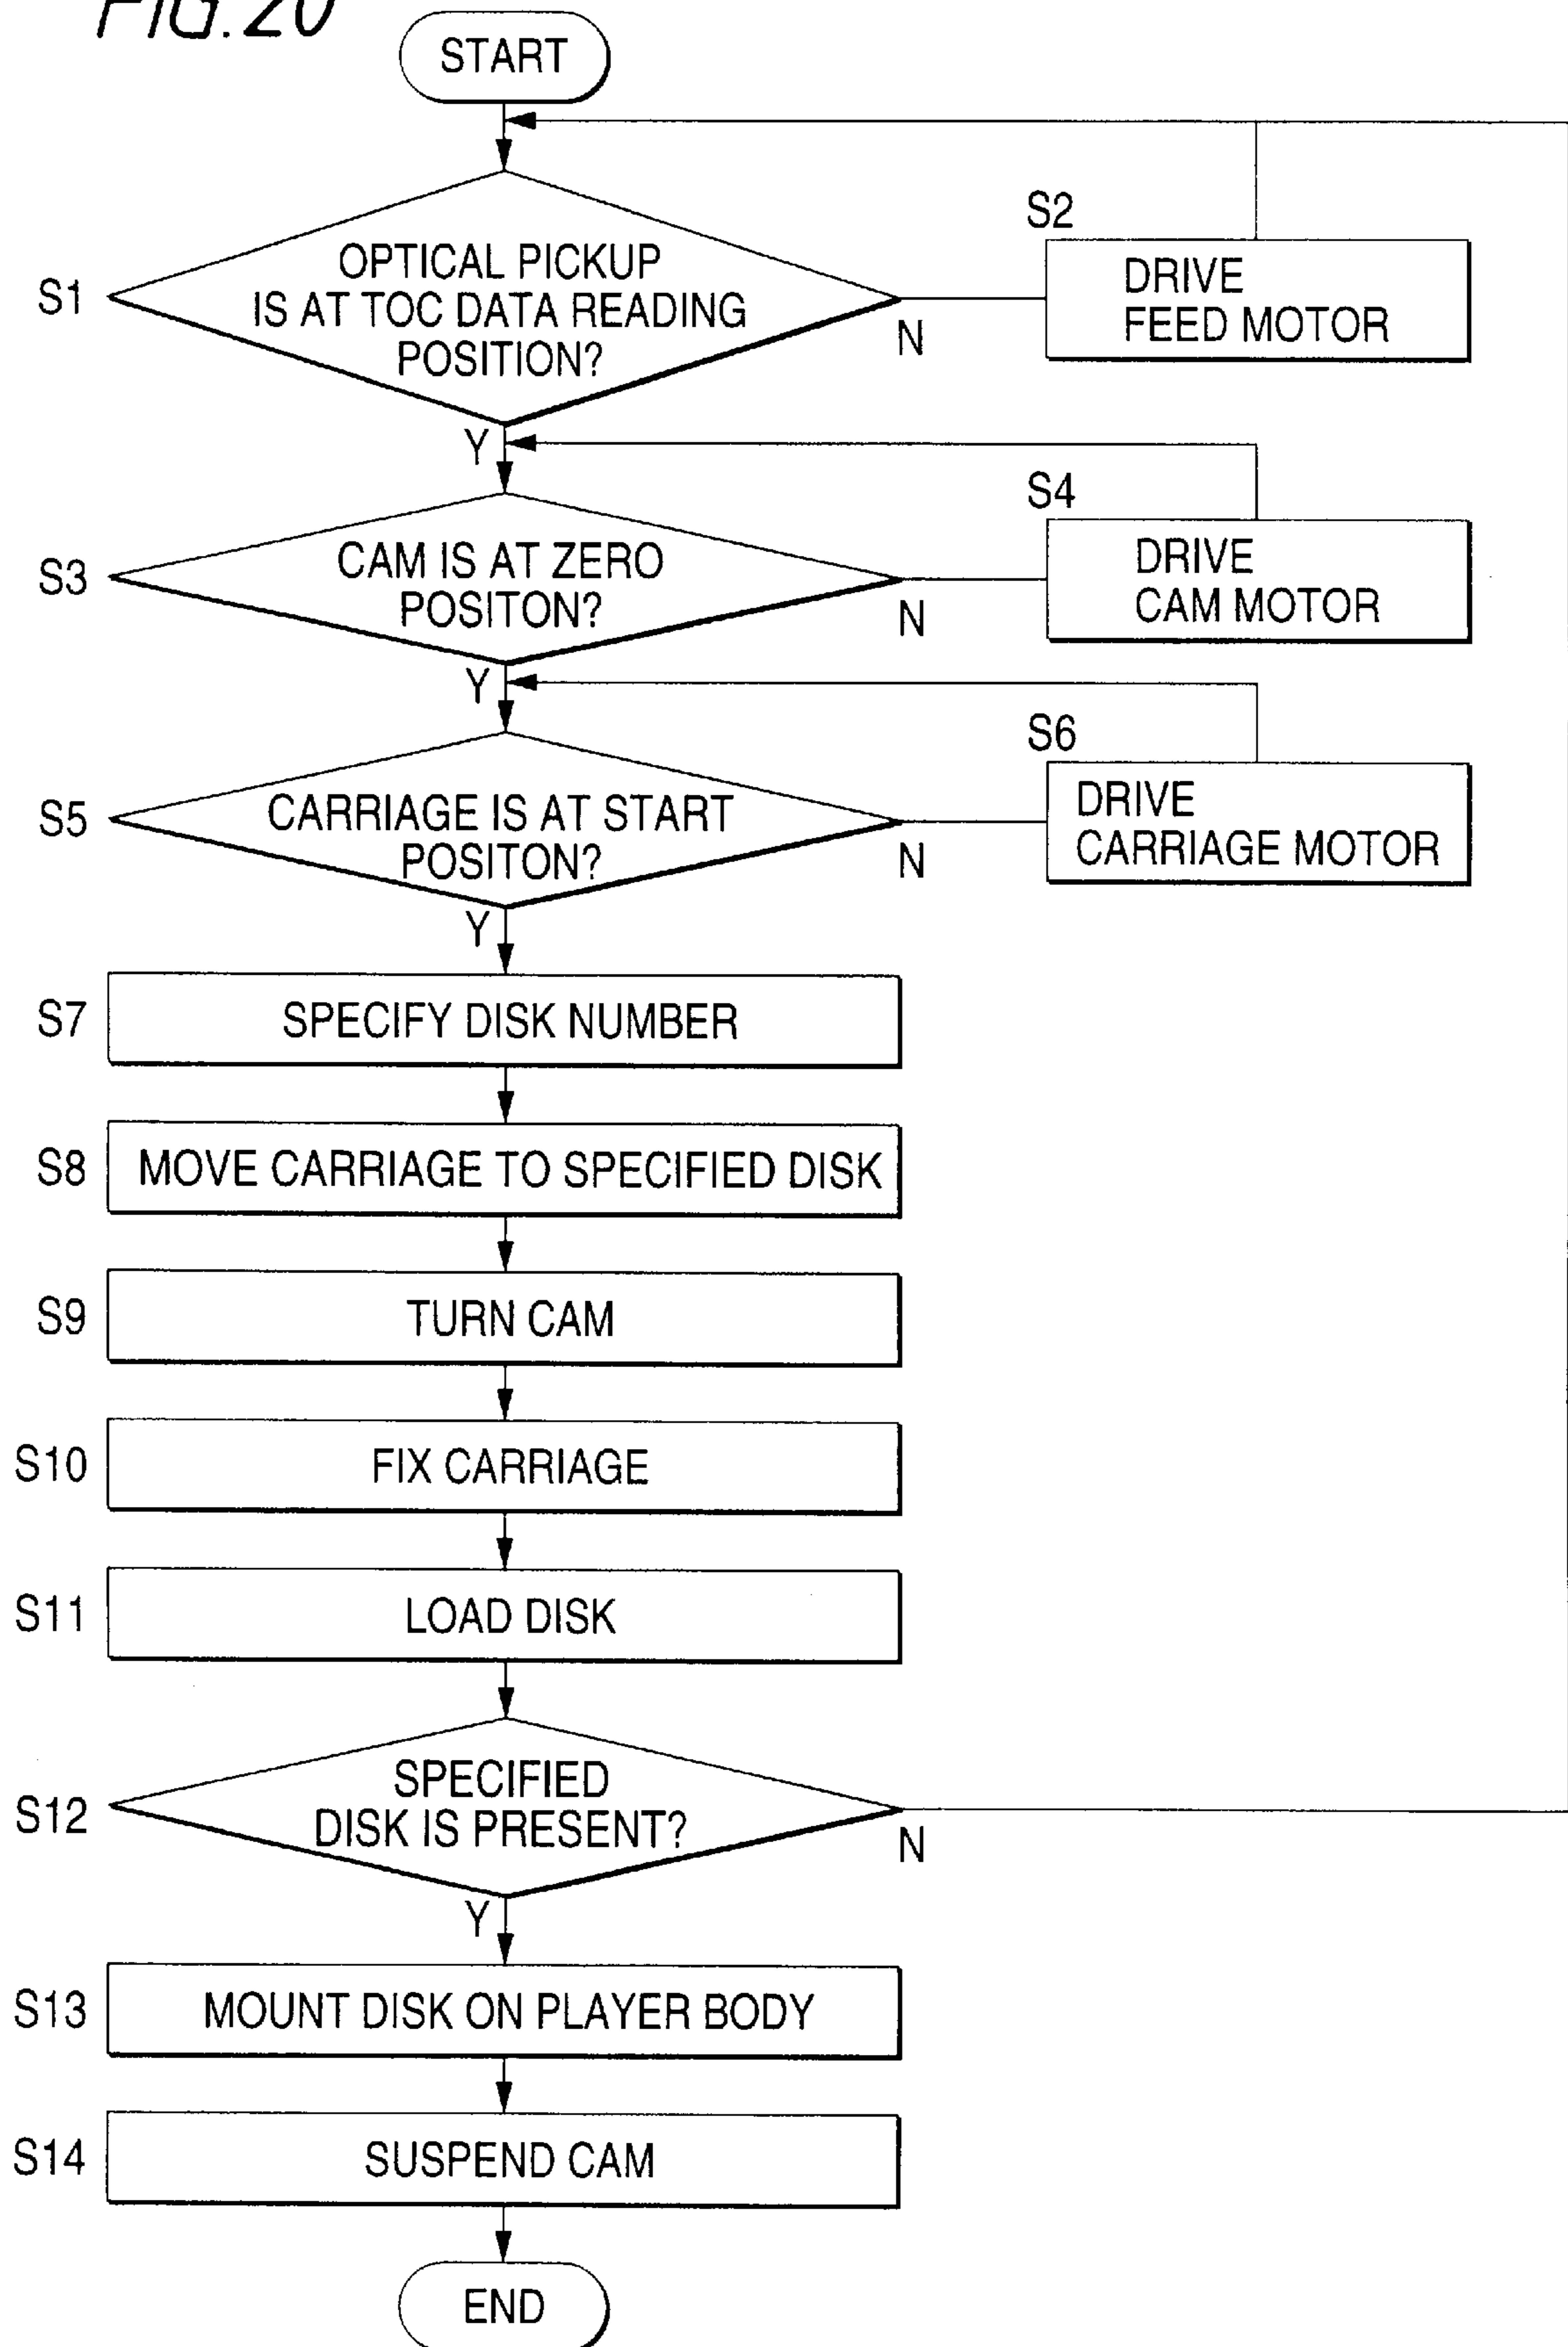 FIG. 20
START
S1
OPTICAL PICKUP
IS AT TOC DATA READING
POSITION?
N
Y
S2
DRIVE
FEED MOTOR
S3
CAM IS AT ZERO
POSITON?
N
Y
S4
DRIVE
CAM MOTOR
S5
CARRIAGE IS AT START
POSITON?
N
Y
S6
DRIVE
CARRIAGE MOTOR
S7
SPECIFY DISK NUMBER
S8
MOVE CARRIAGE TO SPECIFIED DISK
S9
TURN CAM
S10
FIX CARRIAGE
S11
LOAD DISK
S12
SPECIFIED
DISK IS PRESENT?
N
Y
S13
MOUNT DISK ON PLAYER BODY
S14
SUSPEND CAM
END